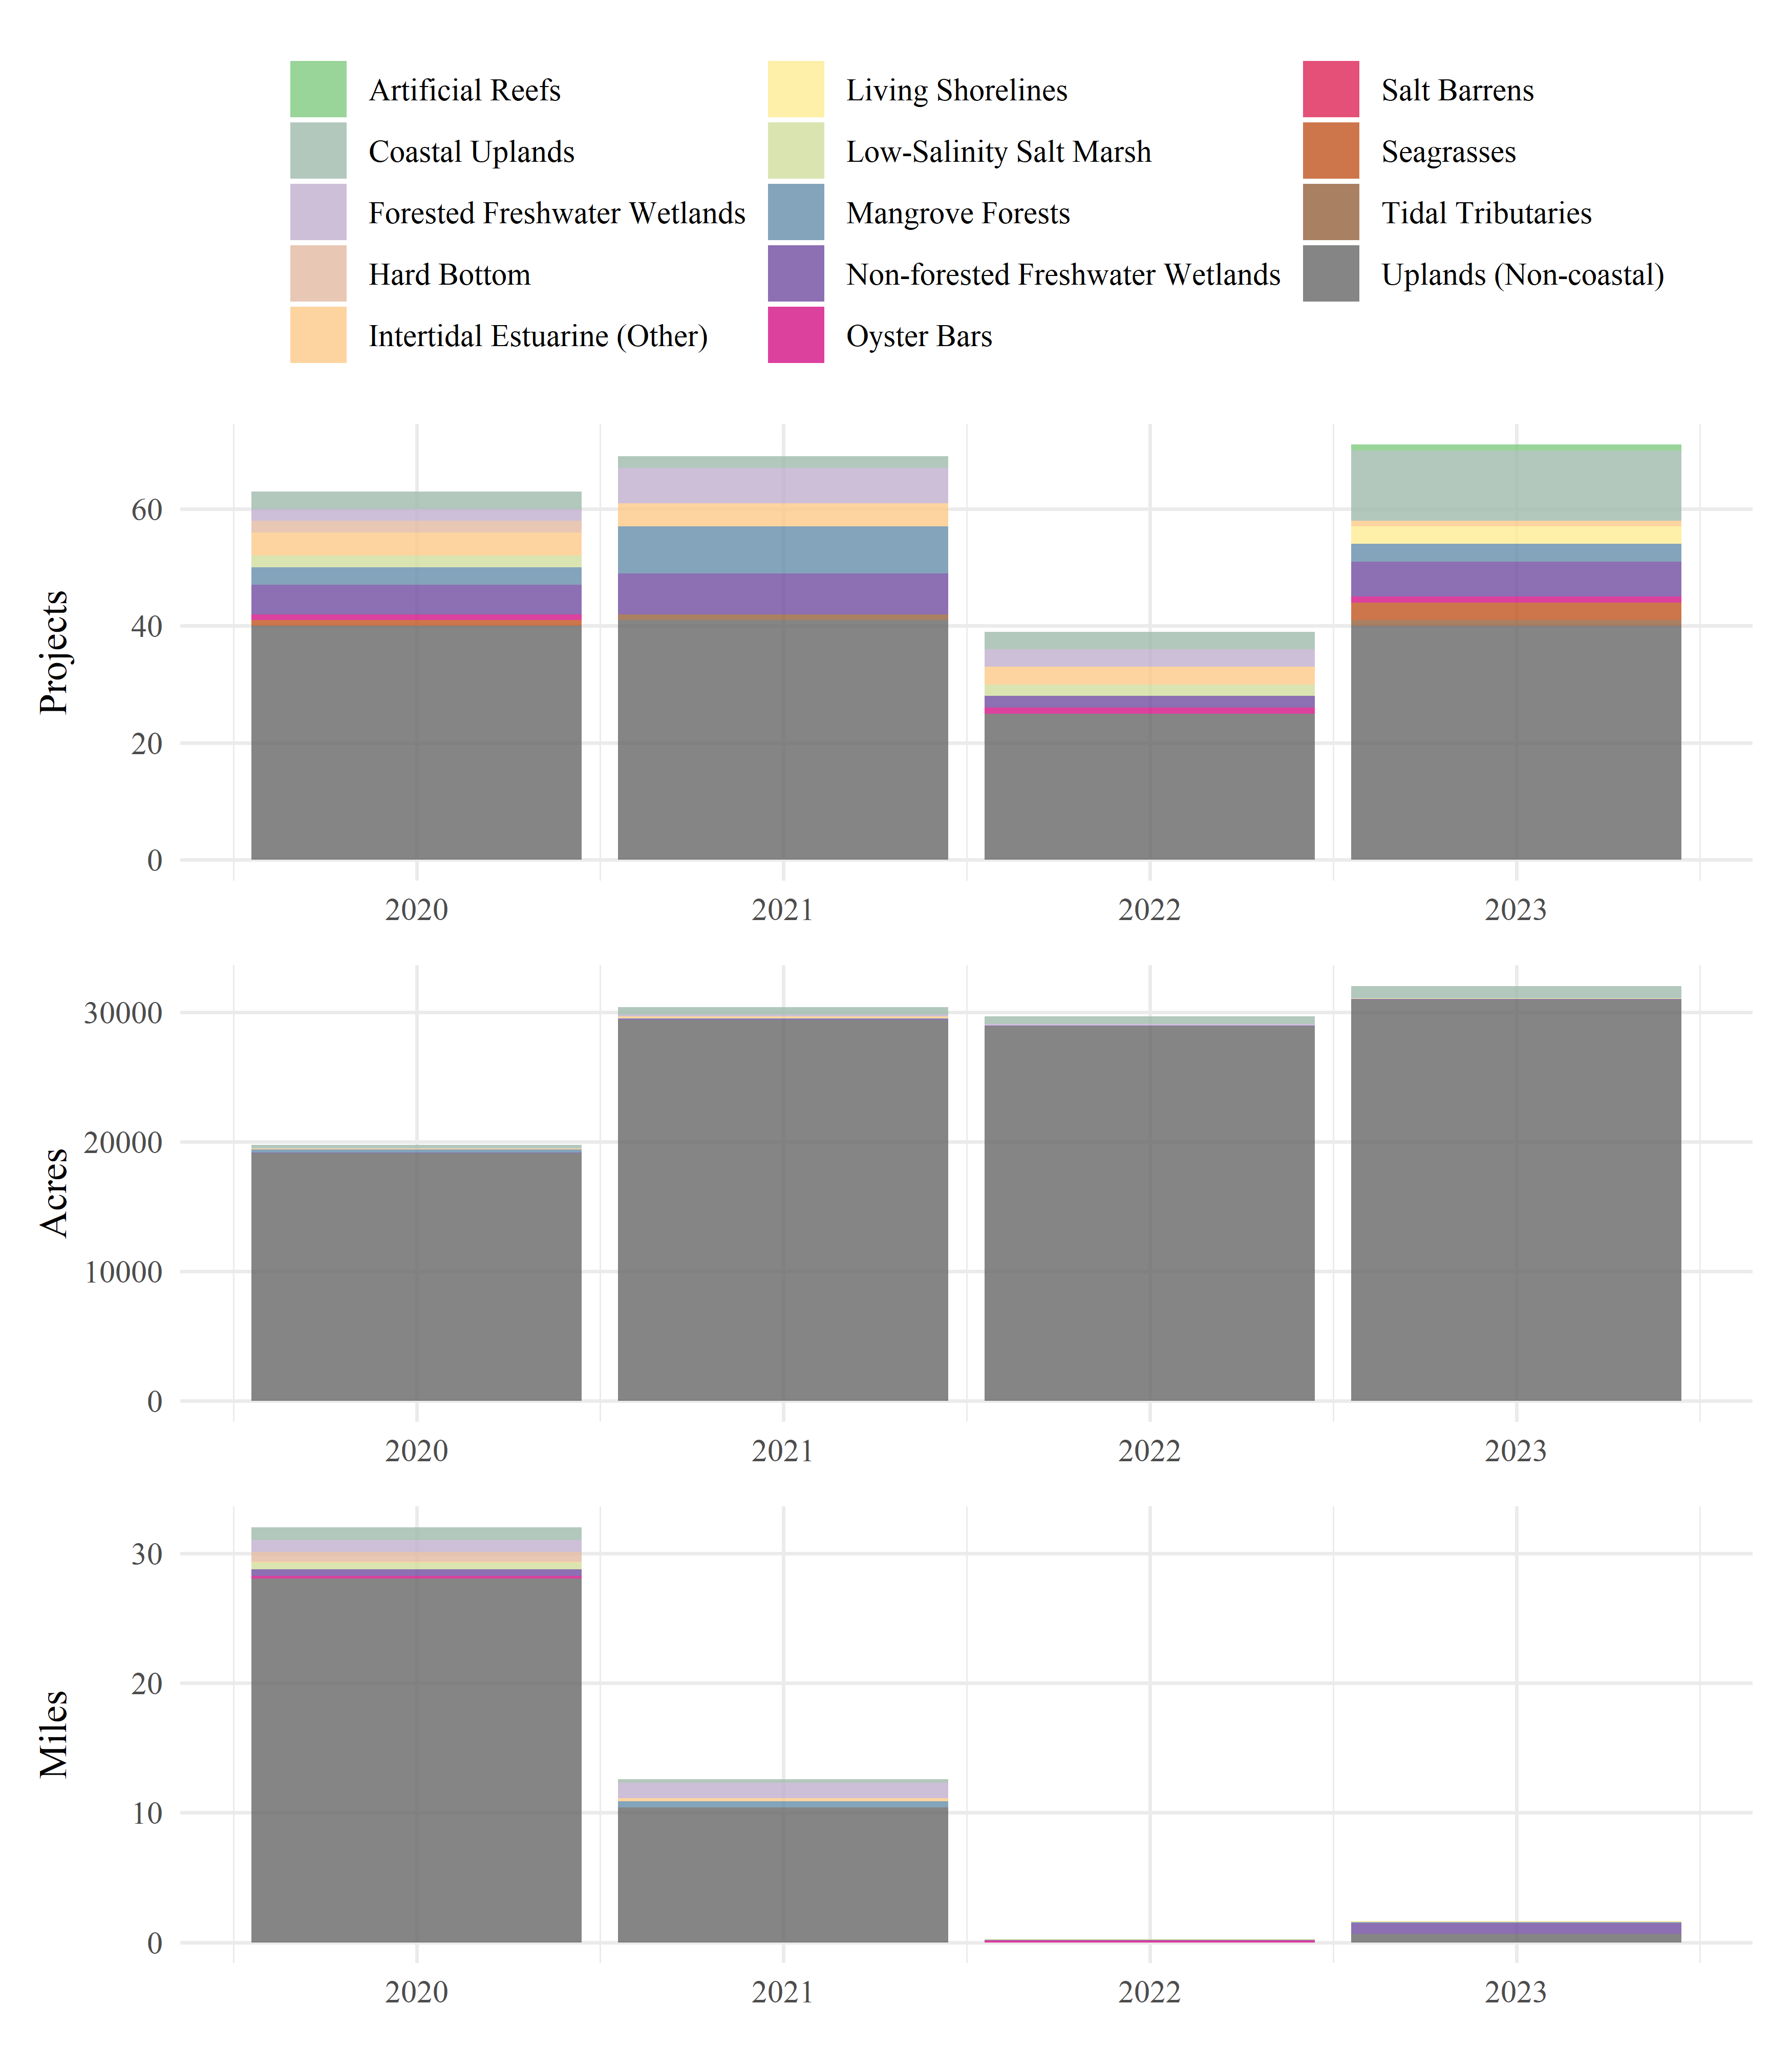 Artificial Reefs
Coastal Uplands
Forested Freshwater Wetlands
Hard Bottom
Intertidal Estuarine (Other)
Living Shorelines
Low-Salinity Salt Marsh
Mangrove Forests
Non-forested Freshwater Wetlands
Oyster Bars
Salt Barrens
Seagrasses
Tidal Tributaries
Uplands (Non-coastal)
Projects
60
40
20
0
2020 2021 2022 2023
Acres
30000
20000
10000
0
2020 2021 2022 2023
Miles
30
20
10
0
2020 2021 2022 2023